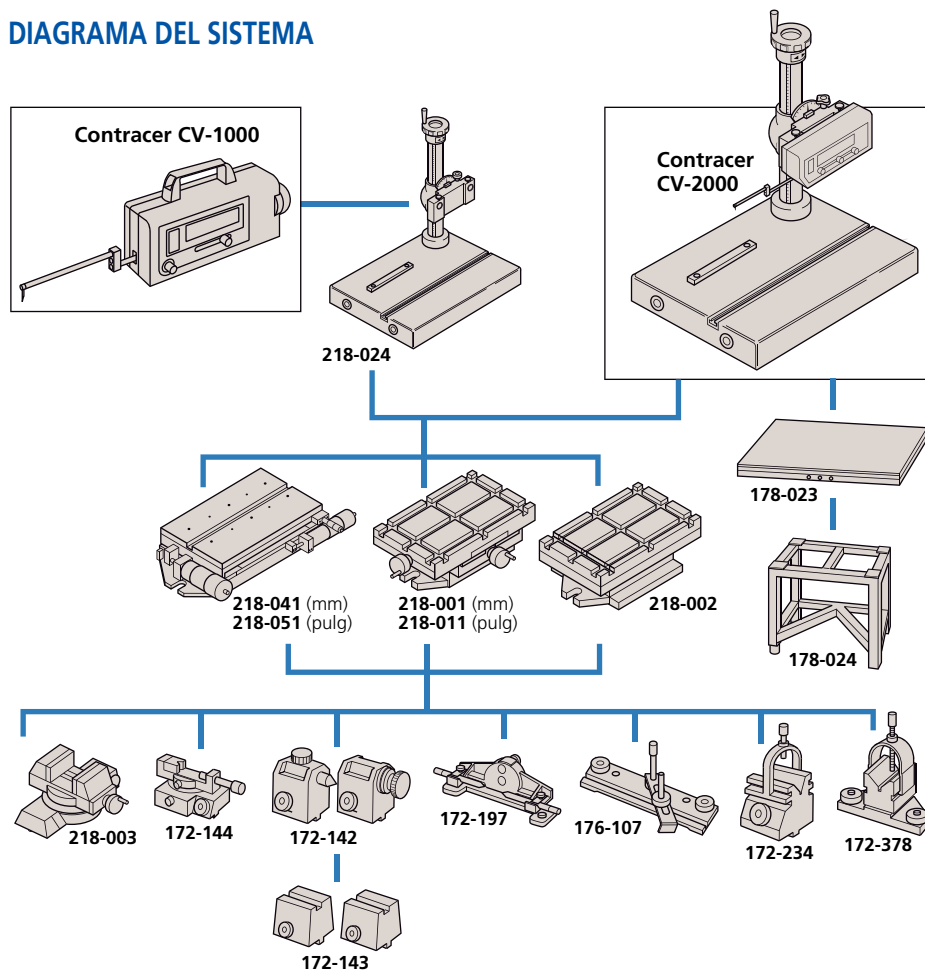 DIAGRAMA DEL SISTEMA
Contracer CV-1000
Contracer
CV-2000
218-024
178-023
218-041 (mm)
218-051 (pulg)
218-001 (mm)
218-011 (pulg)
218-002
178-024
218-003
172-144
172-142
172-197
176-107
172-234
172-378
172-143